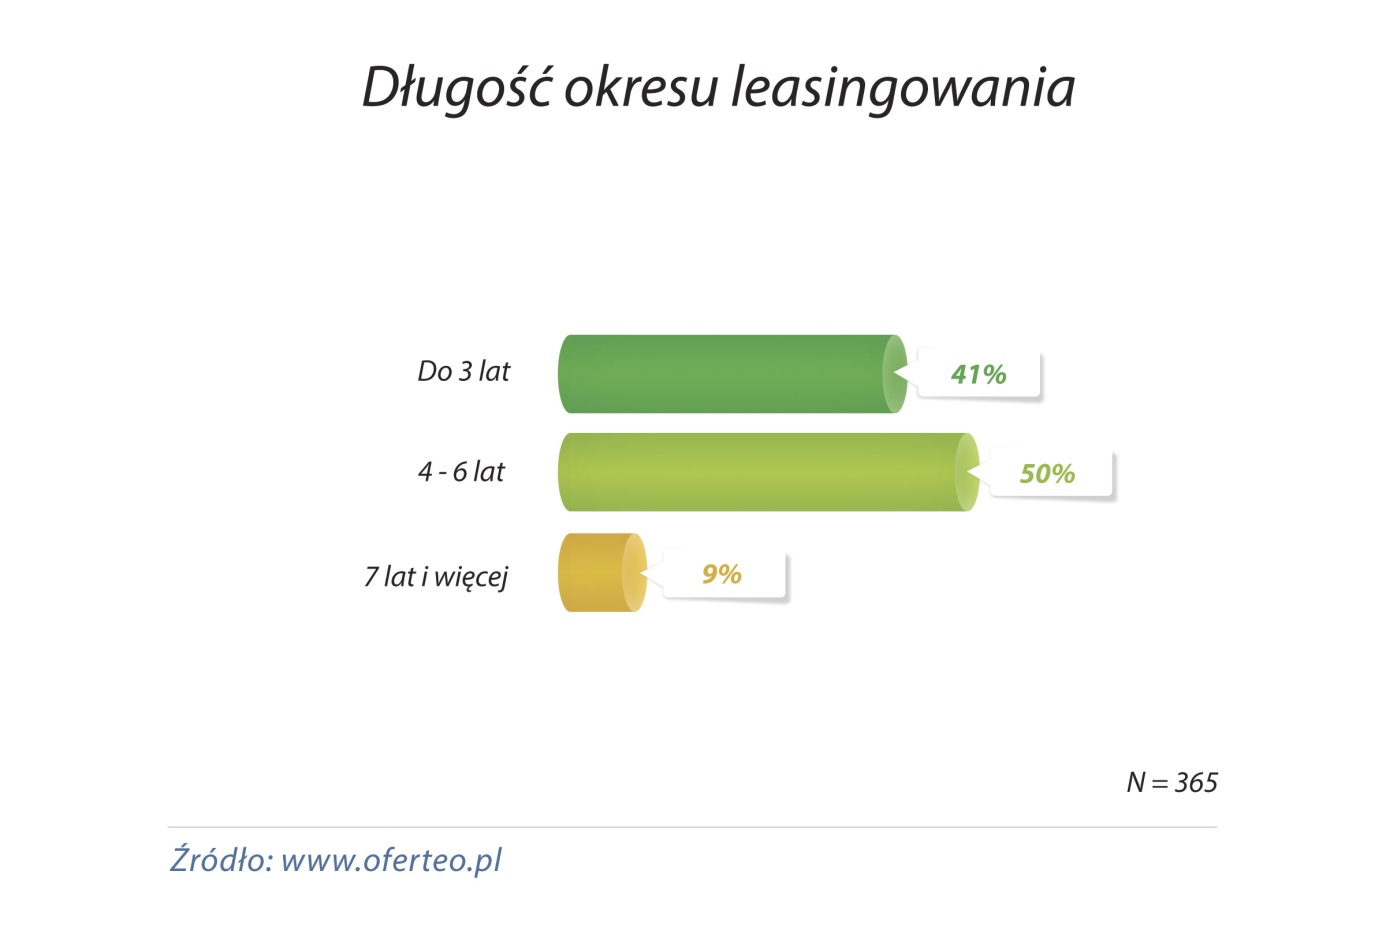 Długość okresu leasingowania
Do 3 lat
41%
4 - 6 lat
50%
7 lat i więcej
9%
N = 365
Źródło: www.oferteo.pl